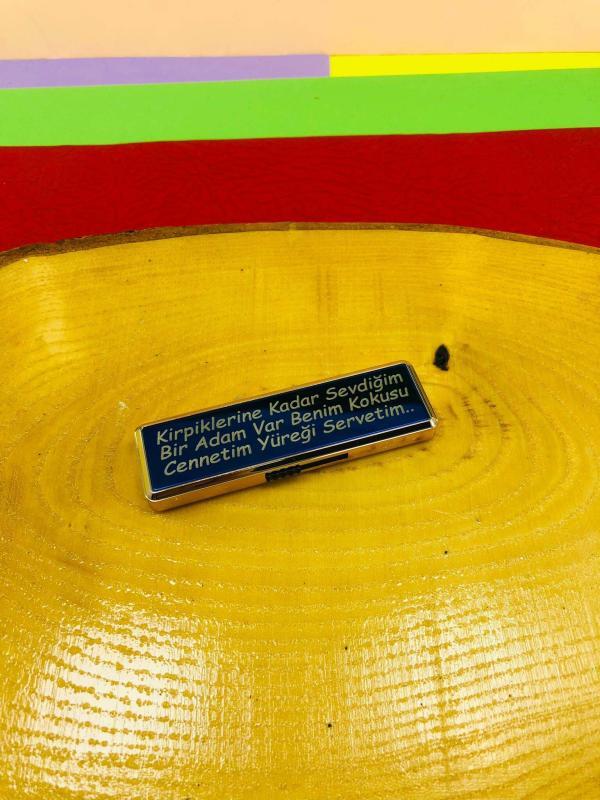 Kirpiklerine Kadar Sevdiğim
Bir Adam Var Benim Kokusu
Cennetim Yüreği Servetim..